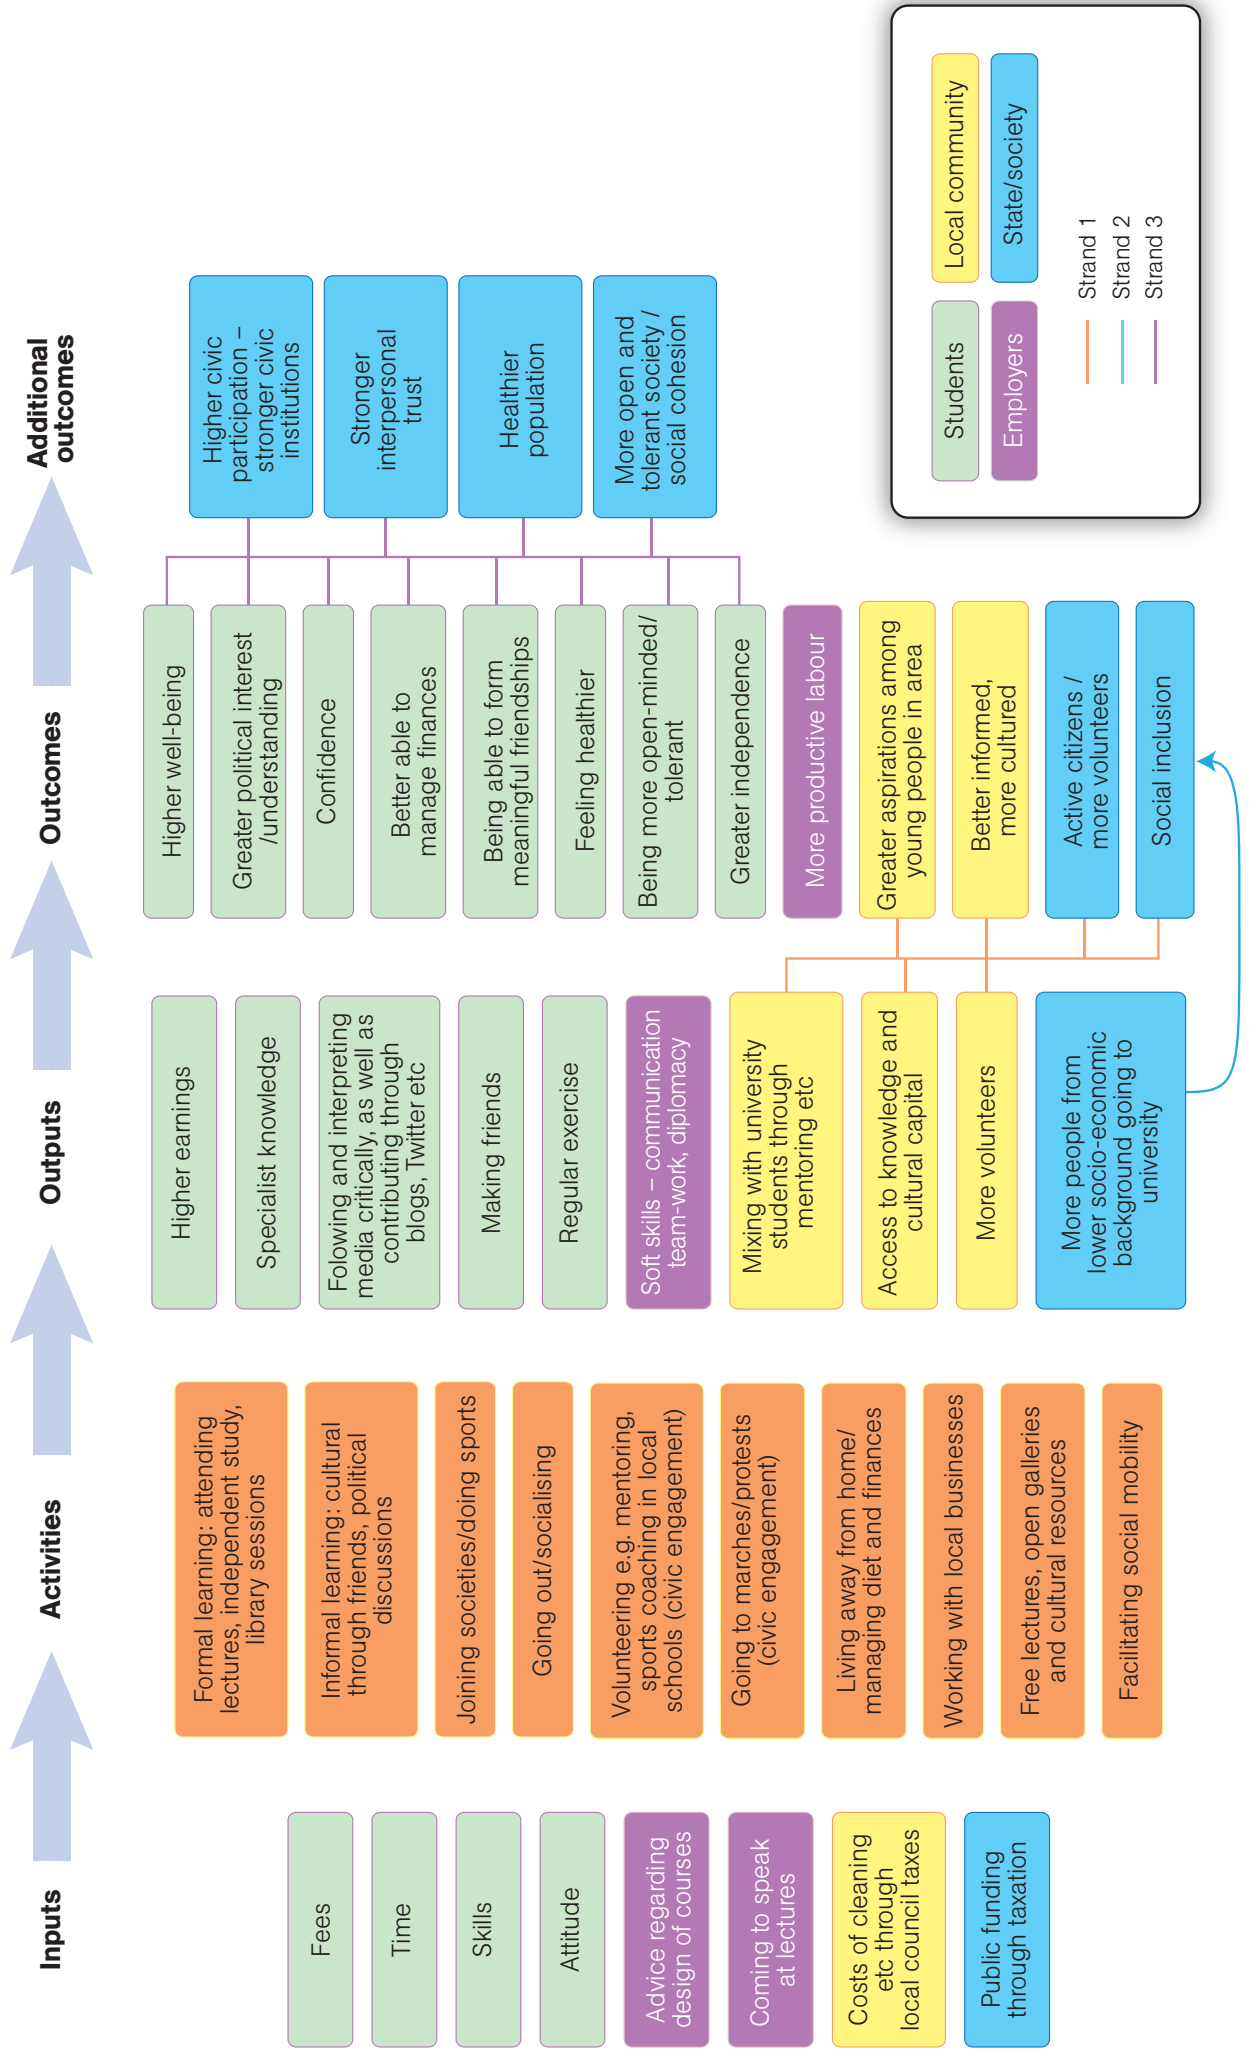 Inputs
Activities
Outputs
Outcomes
Additional
outcomes
Fees
Time
Skills
Attitude
Advice regarding
design of courses
Coming to speak
at lectures
Costs of cleaning
etc through
local council taxes
Public funding
through taxation
Formal learning: attending
lectures, independent study,
library sessions
Informal learning: cultural
through friends, political
discussions
Joining societies/doing sports
Going out/socialising
Volunteering e.g. mentoring,
sports coaching in local
schools (civic engagement)
Going to marches/protests
(civic engagement)
Living away from home/
managing diet and finances
Working with local businesses
Free lectures, open galleries
and cultural resources
Facilitating social mobility
Higher earnings
Specialist knowledge
Folowing and interpreting
media critically, as well as
contributing through
blogs, Twitter etc
Making friends
Regular exercise
Soft skills – communication
team-work, diplomacy
Mixing with university
students through
mentoring etc
Access to knowledge and
cultural capital
More volunteers
More people from
lower socio-economic
background going to
university
Higher well-being
Greater political interest
/understanding
Confidence
Better able to
manage finances
Being able to form
meaningful friendships
Feeling healthier
Being more open-minded/
tolerant
Greater independence
More productive labour
Greater aspirations among
young people in area
Better informed,
more cultured
Active citizens /
more volunteers
Social inclusion
Higher civic
participation –
stronger civic
institutions
Stronger
interpersonal
trust
Healthier
population
More open and
tolerant society /
social cohesion
Students
Local community
Employers
State/society
Strand 1
Strand 2
Strand 3